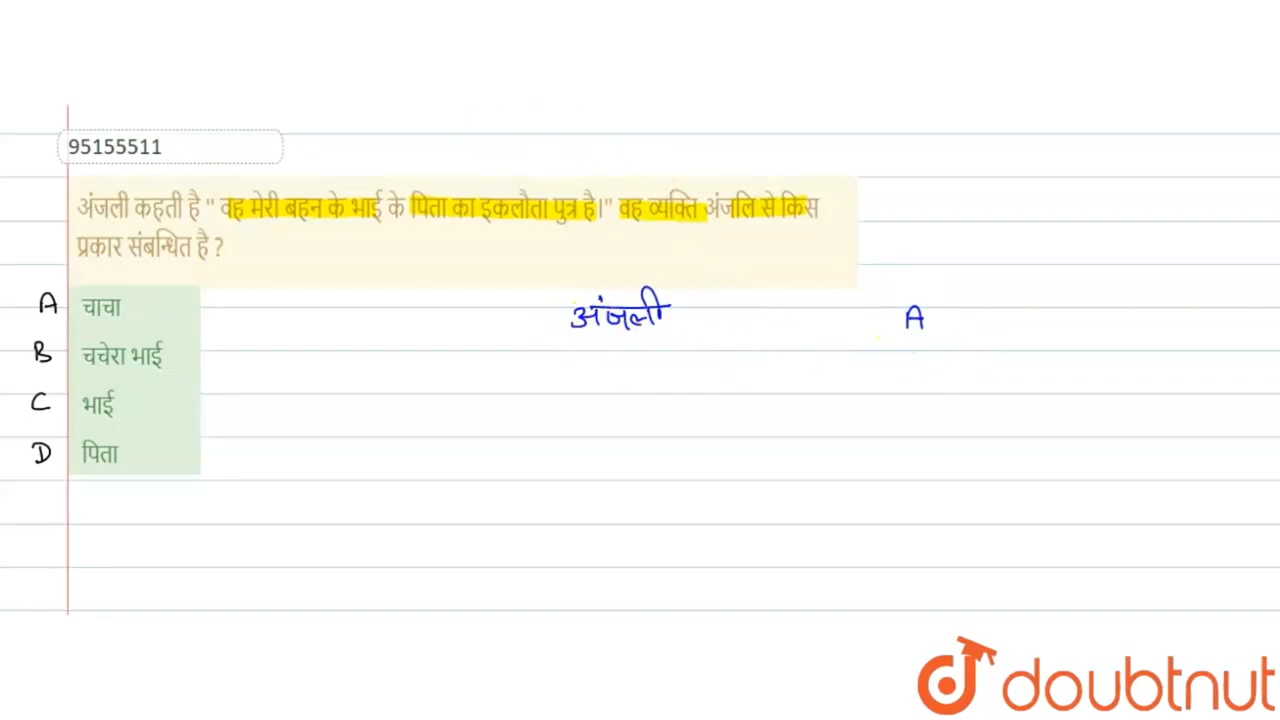 95155511
अंजली कहती है " वह मेरी बहन के भाई के पिता का इकलौता पुत्र है।" वह व्यक्ति अंजलि से किस
प्रकार संबन्धित है ?
A चाचा
अंजली A
B चचेरा भाई
C भाई
D पिता
doubtnut